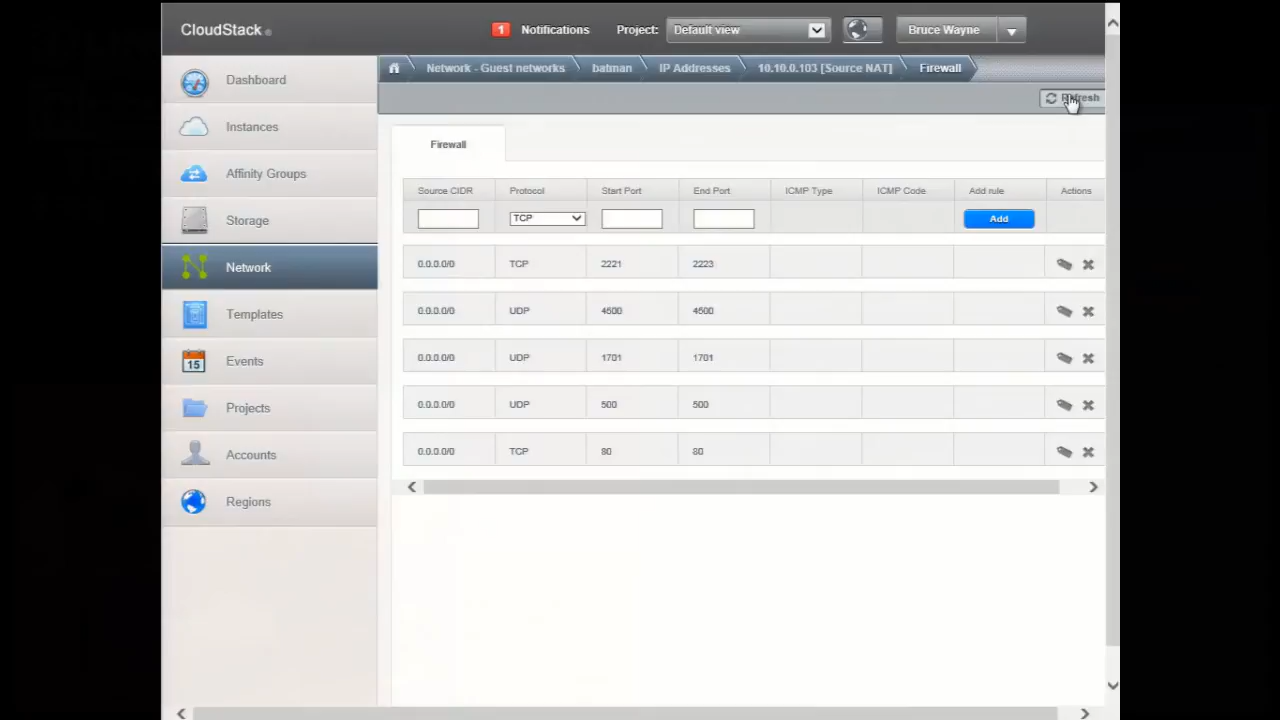 CloudStack
1 Notifications Project: Default view Bruce Wayne
Network - Guest networks batman IP Addresses 10.10.0.103 [Source NAT] Firewall
Refresh
Dashboard
Instances
Affinity Groups
Storage
Network
Templates
15 Events
Projects
Accounts
Regions
Firewall
Source CIDR Protocol Start Port End Port ICMP Type ICMP Code Add rule Actions
TCP Add
0.0.0.0/0 TCP 2221 2223
0.0.0.0/0 UDP 4500 4500
0.0.0.0/0 UDP 1701 1701
0.0.0.0/0 UDP 500 500
0.0.0.0/0 TCP 80 80